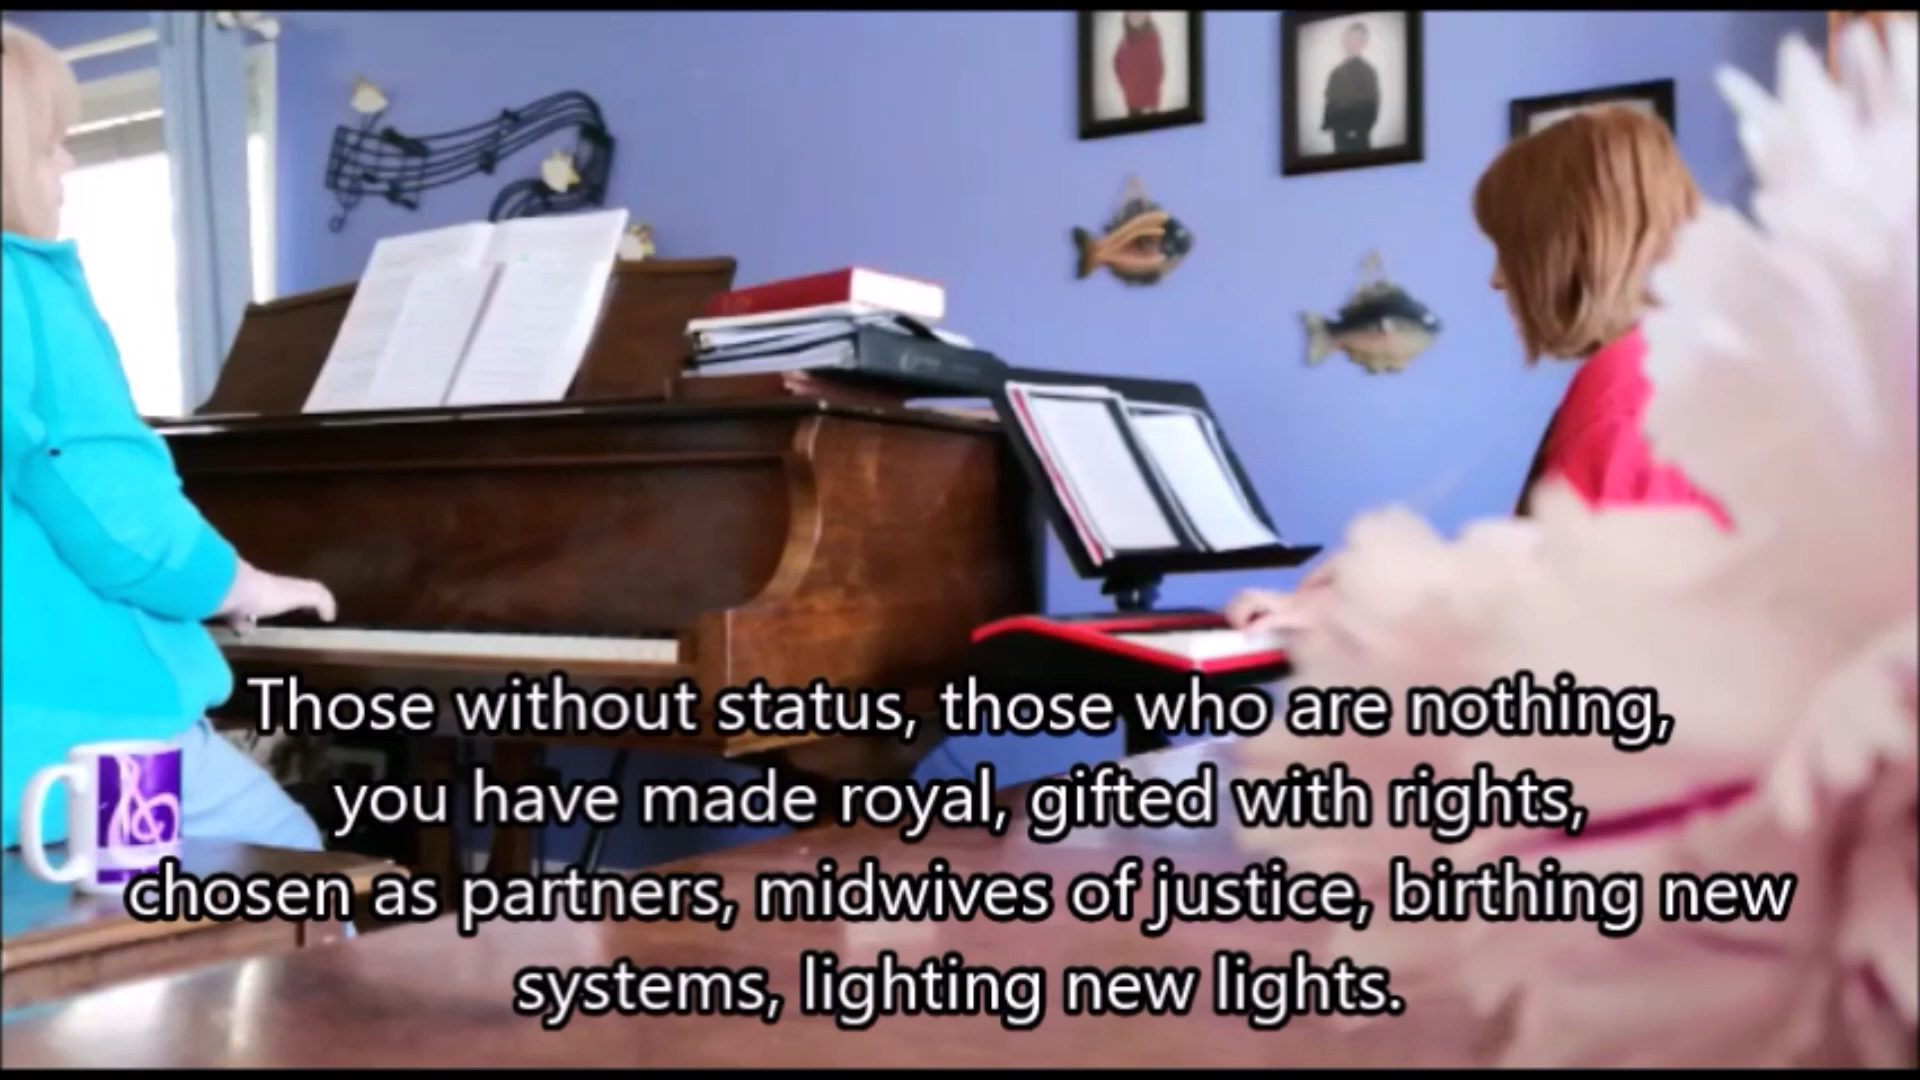 Those without status, those who are nothing,
you have made royal, gifted with rights,
chosen as partners, midwives of justice, birthing new
systems, lighting new lights.